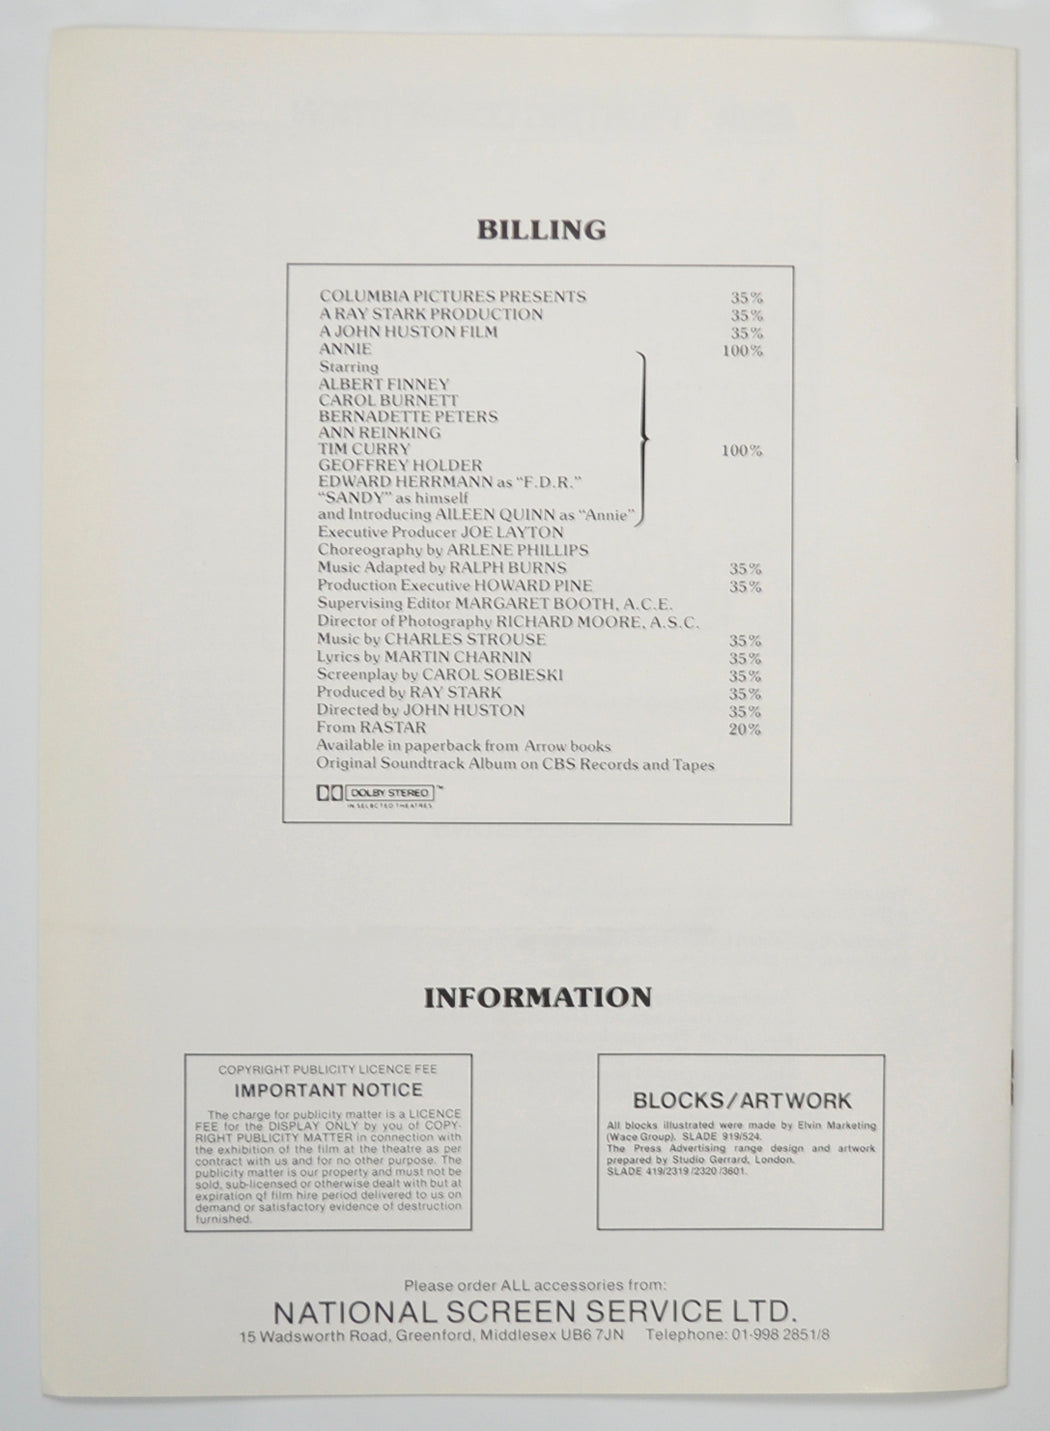 BILLING
COLUMBIA PICTURES PRESENTS 35%
A RAY STARK PRODUCTION 35%
A JOHN HUSTON FILM 35%
ANNIE 100%
Starring
ALBERT FINNEY
CAROL BURNETT
BERNADETTE PETERS
ANN REINKING
TIM CURRY 100%
GEOFFREY HOLDER
EDWARD HERRMANN as “F.D.R.”
“SANDY” as himself
and Introducing AILEEN QUINN as “Annie”
Executive Producer JOE LAYTON
Choreography by ARLENE PHILLIPS
Music Adapted by RALPH BURNS 35%
Production Executive HOWARD PINE 35%
Supervising Editor MARGARET BOOTH, A.C.E.
Director of Photography RICHARD MOORE, A.S.C.
Music by CHARLES STROUSE 35%
Lyrics by MARTIN CHARNIN 35%
Screenplay by CAROL SOBIESKI 35%
Produced by RAY STARK 35%
Directed by JOHN HUSTON 35%
From RASTAR 20%
Available in paperback from Arrow books
Original Soundtrack Album on CBS Records and Tapes
DOLBY STEREO ™
IN SELECTED THEATRES
INFORMATION
COPYRIGHT PUBLICITY LICENCE FEE
IMPORTANT NOTICE
The charge for publicity matter is a LICENCE
FEE for the DISPLAY ONLY by you of COPY-
RIGHT PUBLICITY MATTER in connection with
the exhibition of the film at the theatre as per
contract with us and for no other purpose. The
publicity matter is our property and must not be
sold, sub-licensed or otherwise dealt with but at
expiration of film hire period delivered to us on
demand or satisfactory evidence of destruction
furnished.
BLOCKS/ARTWORK
All blocks illustrated were made by Elvin Marketing
(Wace Group). SLADE 919/524.
The Press Advertising range design and artwork
prepared by Studio Gerrard, London.
SLADE 419/2319/2320/3601.
Please order ALL accessories from:
NATIONAL SCREEN SERVICE LTD.
15 Wadsworth Road, Greenford, Middlesex UB6 7JN Telephone: 01-998 2851/8